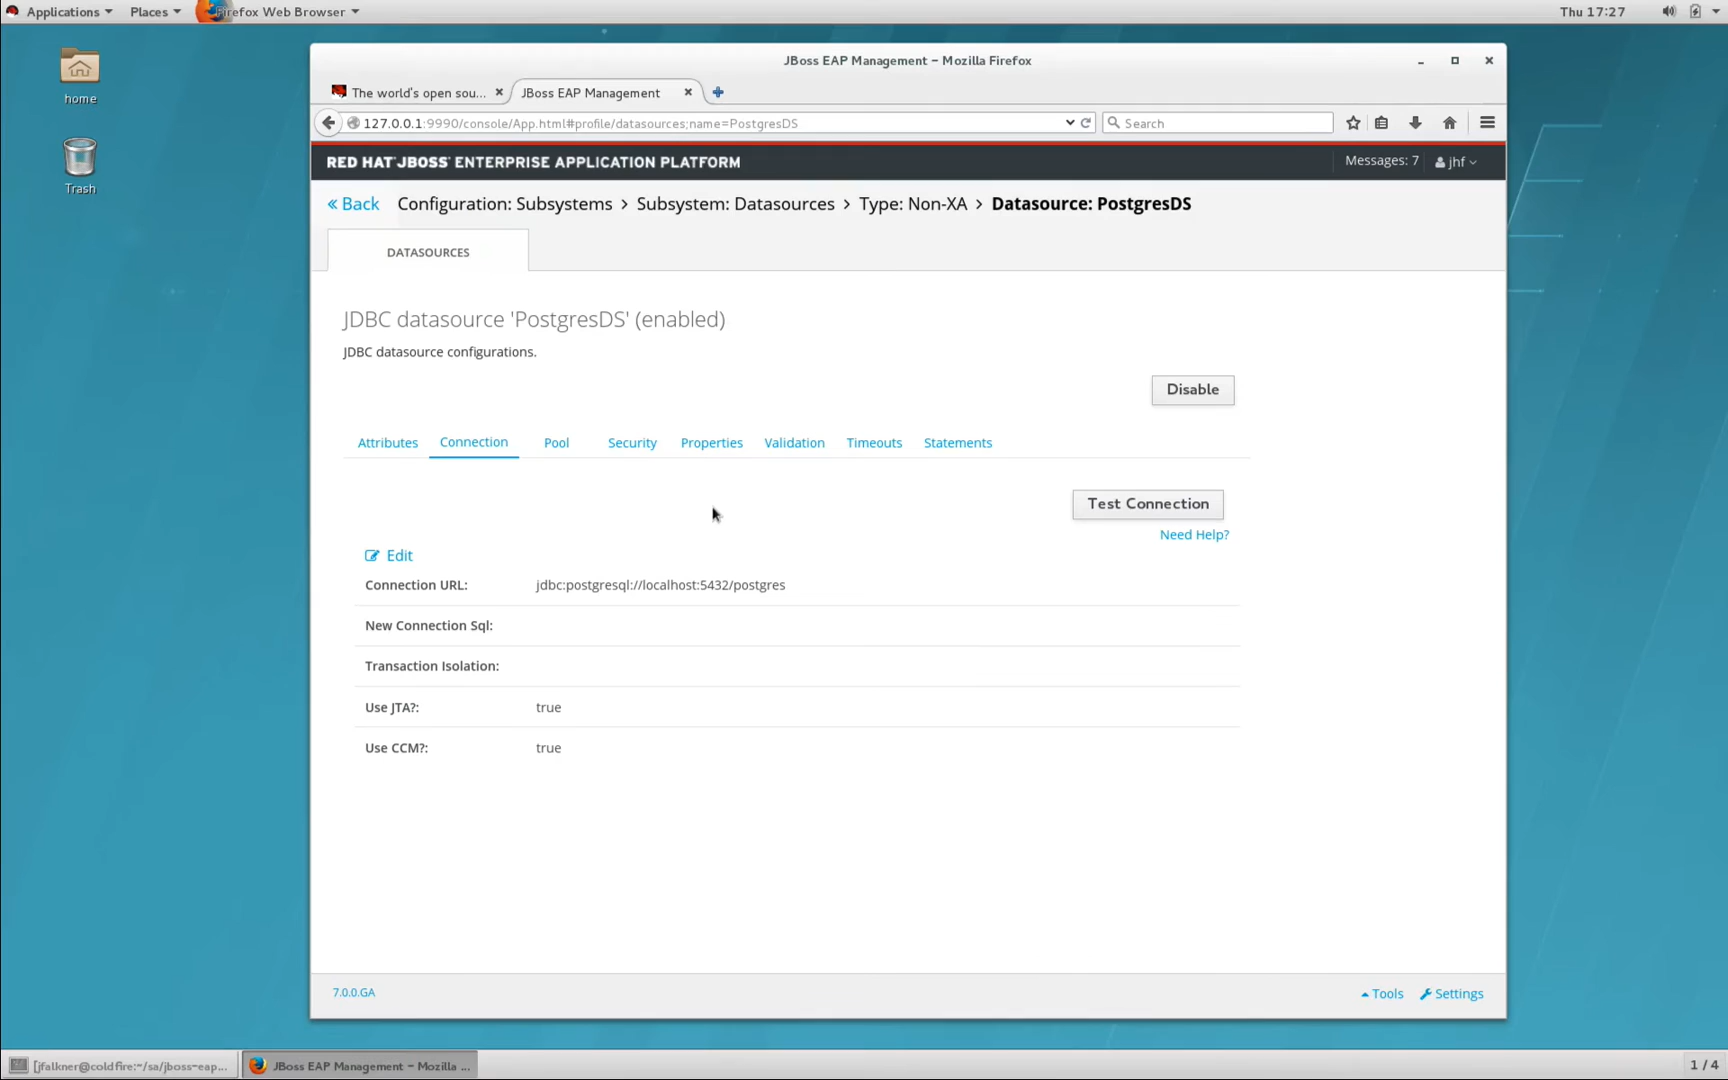 Applications Places Firefox Web Browser Thu 17:27
home
Trash
JBoss EAP Management - Mozilla Firefox
The world's open sou... JBoss EAP Management
127.0.0.1:9990/console/App.html#profile/datasources;name=PostgresDS Search
RED HAT JBOSS ENTERPRISE APPLICATION PLATFORM Messages: 7 jhf
« Back Configuration: Subsystems > Subsystem: Datasources > Type: Non-XA > Datasource: PostgresDS
DATASOURCES
JDBC datasource 'PostgresDS' (enabled)
JDBC datasource configurations.
Disable
Attributes Connection Pool Security Properties Validation Timeouts Statements
Test Connection
Need Help?
Edit
Connection URL: jdbc:postgresql://localhost:5432/postgres
New Connection Sql:
Transaction Isolation:
Use JTA?: true
Use CCM?: true
7.0.0.GA Tools Settings
[jfalkner@coldfire:~/sa/jboss-eap... JBoss EAP Management - Mozilla ... 1 / 4